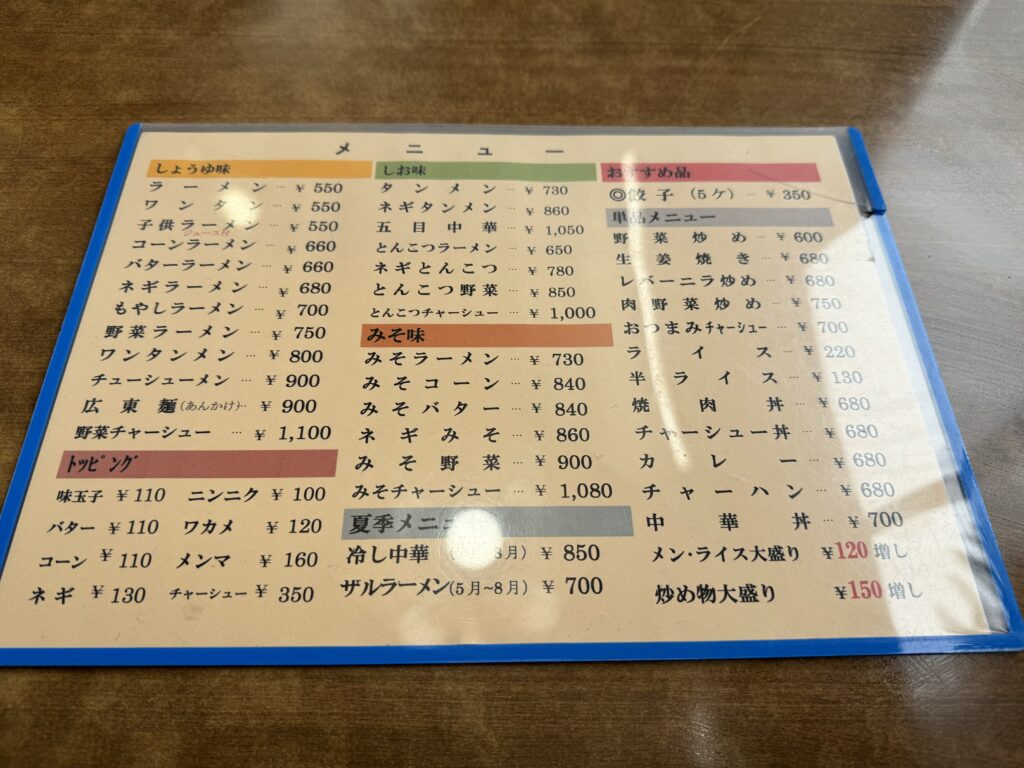 メニュー
しょうゆ味
ラーメン … ¥ 550
ワンタン … ¥ 550
子供ラーメン … ¥ 550
ジュース付
コーンラーメン … ¥ 660
バターラーメン … ¥ 660
ネギラーメン … ¥ 680
もやしラーメン … ¥ 700
野菜ラーメン … ¥ 750
ワンタンメン … ¥ 800
チューシューメン … ¥ 900
広東麺(あんかけ)… ¥ 900
野菜チャーシュー … ¥ 1,100
トッピング
味玉子 ¥110 ニンニク ¥ 100
バター ¥110 ワカメ ¥ 120
コーン ¥110 メンマ ¥ 160
ネギ ¥130 チャーシュー ¥ 350
しお味
タンメン … ¥ 730
ネギタンメン … ¥ 860
五目中華 … ¥ 1,050
とんこつラーメン … ¥ 650
ネギとんこつ … ¥ 780
とんこつ野菜 … ¥ 850
とんこつチャーシュー … ¥ 1,000
みそ味
みそラーメン … ¥ 730
みそコーン … ¥ 840
みそバター … ¥ 840
ネギみそ … ¥ 860
みそ野菜 … ¥ 900
みそチャーシュー … ¥ 1,080
夏季メニュ
冷し中華 8月) ¥ 850
ザルラーメン(5月~8月) ¥ 700
おすすめ品
◎餃子(5ケ)… ¥ 350
単品メニュー
野菜炒め … ¥ 600
生姜焼き … ¥ 680
レバーニラ炒め … ¥ 680
肉野菜炒め … ¥ 750
おつまみチャーシュー … ¥ 700
ライス … ¥ 220
半ライス … ¥ 130
焼肉丼 … ¥ 680
チャーシュー丼 … ¥ 680
カレー … ¥ 680
チャーハン … ¥ 680
中華丼 … ¥ 700
メン・ライス大盛り ¥120増し
炒め物大盛り ¥150増し